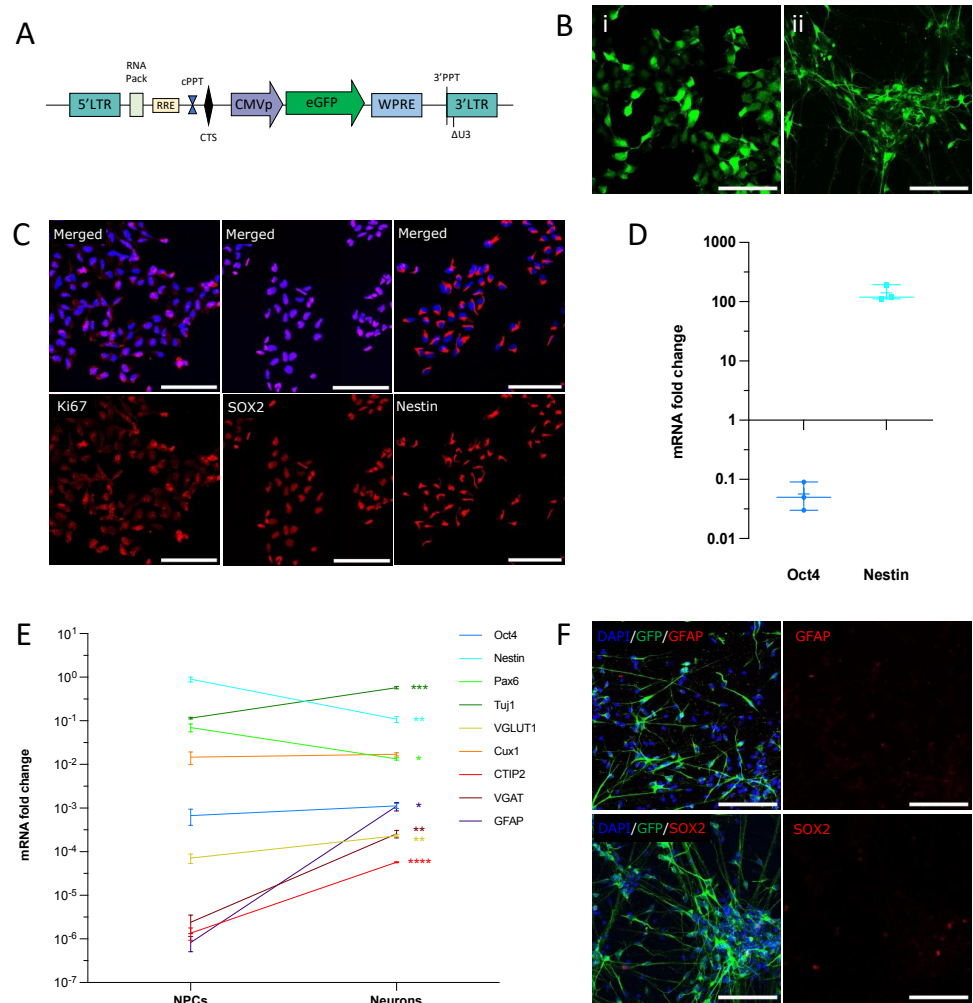 A
RNA
Pack
cPPT
3'PPT
5'LTR
RRE
CMVp
eGFP
WPRE
3'LTR
CTS
ΔU3
B
i
ii
C
Merged
Merged
Merged
Ki67
SOX2
Nestin
D
mRNA fold change
1000
100
10
1
0.1
0.01
Oct4
Nestin
E
mRNA fold change
10¹
10⁰
10⁻¹
10⁻²
10⁻³
10⁻⁴
10⁻⁵
10⁻⁶
10⁻⁷
NPCs
Neurons
***
**
*
*
**
**
****
Oct4
Nestin
Pax6
Tuj1
VGLUT1
Cux1
CTIP2
VGAT
GFAP
F
DAPI/GFP/GFAP
GFAP
DAPI/GFP/SOX2
SOX2